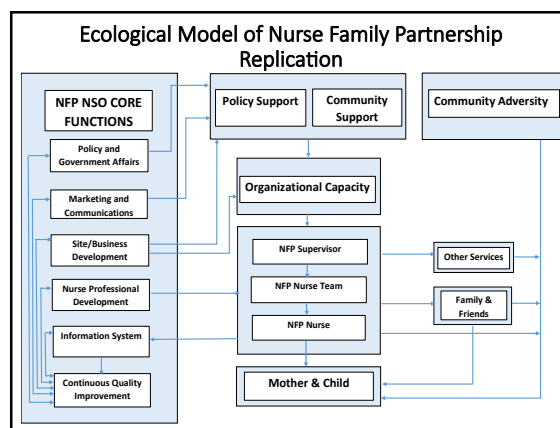 Ecological Model of Nurse Family Partnership
Replication
NFP NSO CORE
FUNCTIONS
Policy and
Government Affairs
Marketing and
Communications
Site/Business
Development
Nurse Professional
Development
Information System
Continuous Quality
Improvement
Policy Support
Community
Support
Organizational Capacity
NFP Supervisor
NFP Nurse Team
NFP Nurse
Mother & Child
Community Adversity
Other Services
Family &
Friends